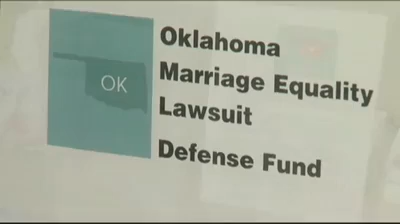 OK
Oklahoma
Marriage Equality
Lawsuit
Defense Fund